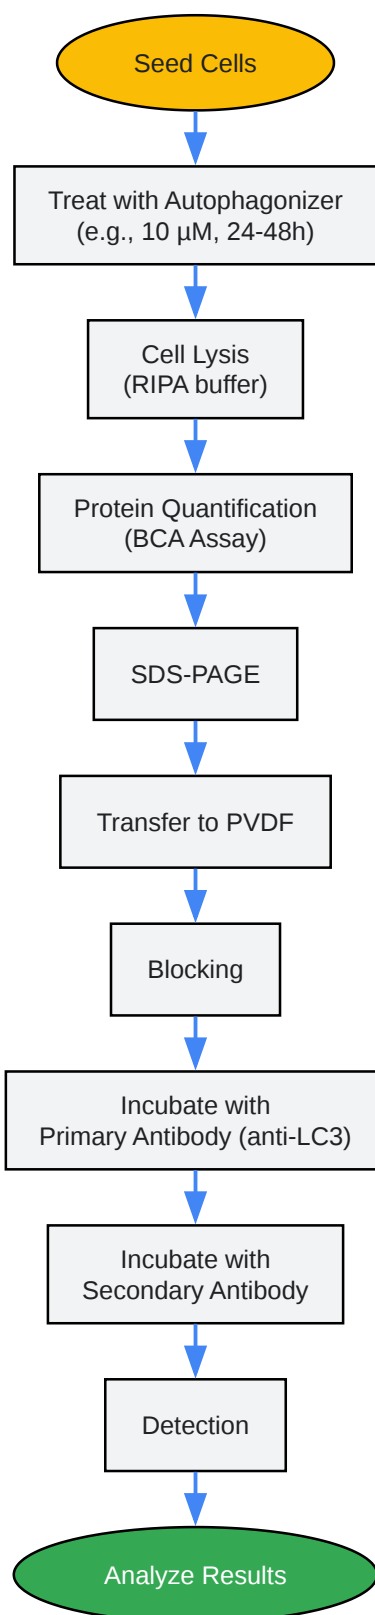 Seed Cells
Treat with Autophagonizer
(e.g., 10 µM, 24-48h)
Cell Lysis
(RIPA buffer)
Protein Quantification
(BCA Assay)
SDS-PAGE
Transfer to PVDF
Blocking
Incubate with
Primary Antibody (anti-LC3)
Incubate with
Secondary Antibody
Detection
Analyze Results